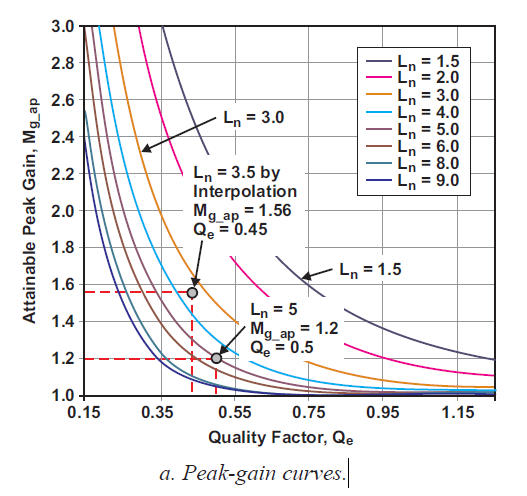 3.0
2.8
2.6
2.4
2.2
2.0
1.8
1.6
1.4
1.2
1.0
Attainable Peak Gain, Mg_ap
Ln = 1.5
Ln = 2.0
Ln = 3.0
Ln = 4.0
Ln = 5.0
Ln = 6.0
Ln = 8.0
Ln = 9.0
Ln = 3.0
Ln = 3.5 by
Interpolation
Mg_ap = 1.56
Qe = 0.45
Ln = 1.5
Ln = 5
Mg_ap = 1.2
Qe = 0.5
0.15 0.35 0.55 0.75 0.95 1.15
Quality Factor, Qe
a. Peak-gain curves.